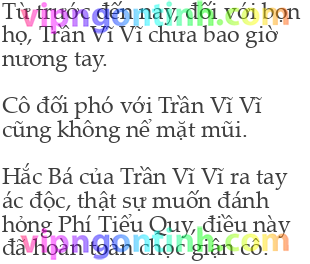 Từ trước đến nay, đối với bọn
vipngontinh.com
họ, Trần Vĩ Vĩ chưa bao giờ
nương tay.
Cô đối phó với Trần Vĩ Vĩ
cũng không nể mặt mũi.
Hắc Bá của Trần Vĩ Vĩ ra tay
ác độc, thật sự muốn đánh
hỏng Phí Tiểu Quy, điều này
vipngontinh.com
đã hoàn toàn chọc giận cô.